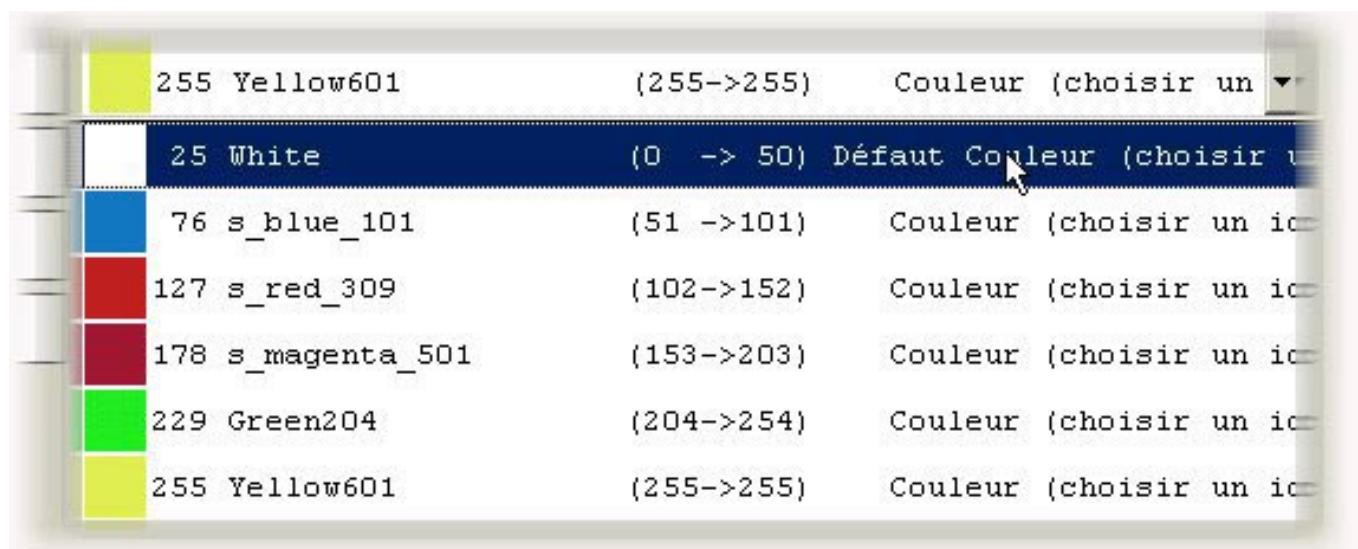 255 Yellow601 (255->255) Couleur (choisir un
25 White (0 -> 50) Défaut Couleur (choisir
76 s_blue_101 (51 ->101) Couleur (choisir un
127 s_red_309 (102->152) Couleur (choisir un
178 s_magenta_501 (153->203) Couleur (choisir un
229 Green204 (204->254) Couleur (choisir un
255 Yellow601 (255->255) Couleur (choisir un